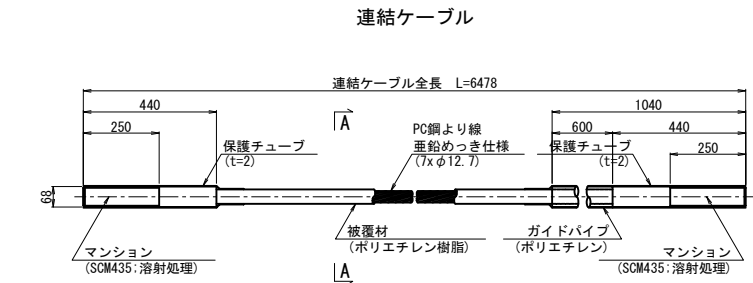 連結ケーブル
連結ケーブル全長 L=6478
440
1040
250
A
600
440
250
保護チューブ
(t=2)
PC鋼より線
亜鉛めっき仕様
(7xφ12.7)
保護チューブ
(t=2)
68
マンション
(SCM435;溶射処理)
被覆材
(ポリエチレン樹脂)
ガイドパイプ
(ポリエチレン)
マンション
(SCM435;溶射処理)
A